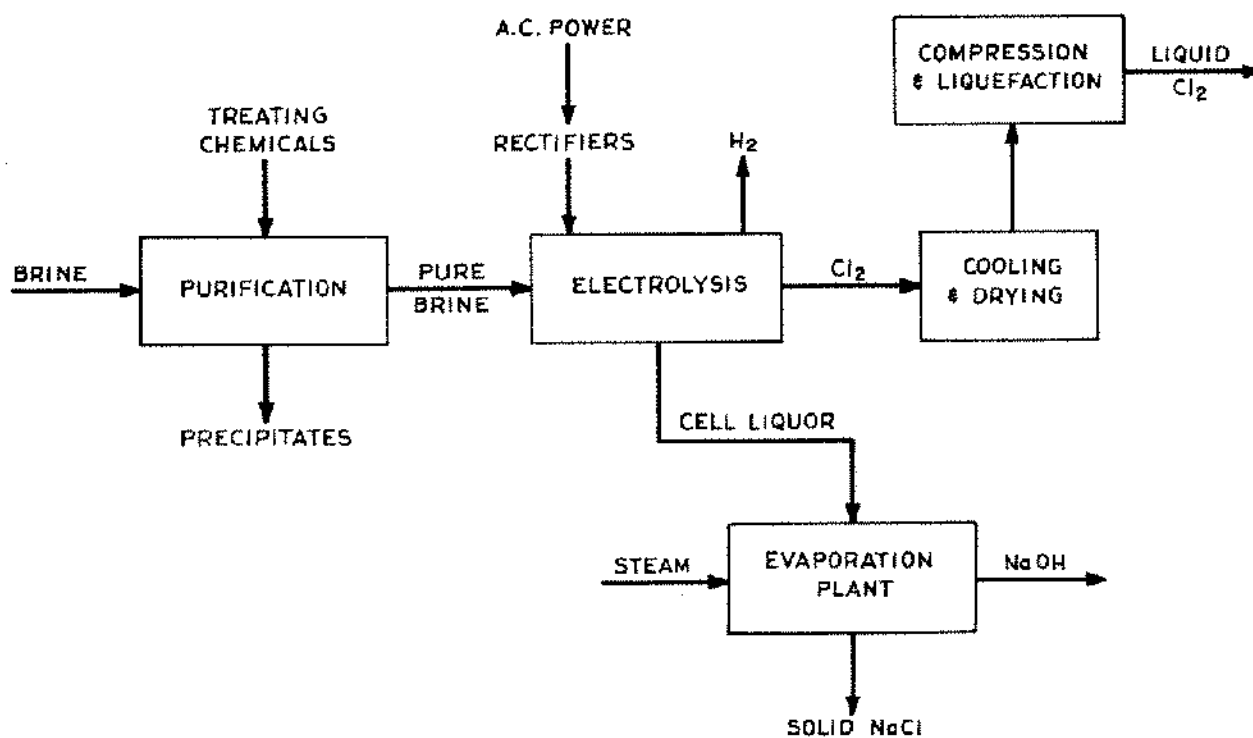 A.C. POWER
COMPRESSION
& LIQUEFACTION
LIQUID
Cl2
TREATING
CHEMICALS
RECTIFIERS
H2
BRINE
PURIFICATION
PURE
BRINE
ELECTROLYSIS
Cl2
COOLING
& DRYING
PRECIPITATES
CELL LIQUOR
STEAM
EVAPORATION
PLANT
NaOH
SOLID NaCl